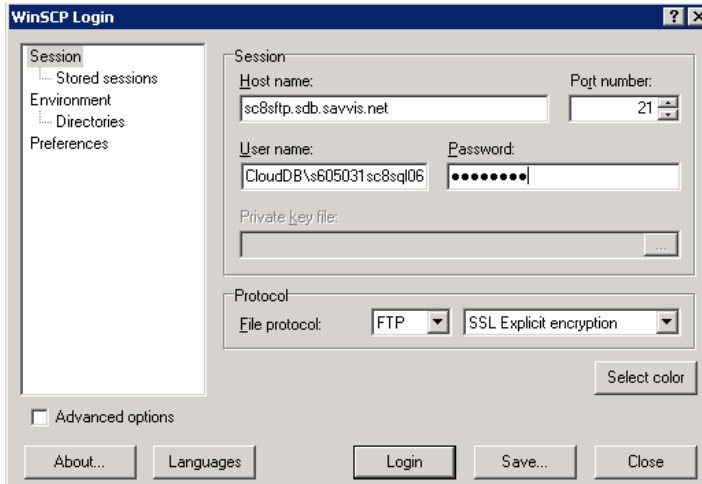 WinSCP Login
Session
Stored sessions
Environment
Directories
Preferences
Session
Host name: Port number:
sc8sftp.sdb.savvis.net 21
User name: Password:
CloudDB\s605031sc8sql06 ●●●●●●●●
Private key file:
...
Protocol
File protocol: FTP SSL Explicit encryption
Select color
Advanced options
About... Languages Login Save... Close